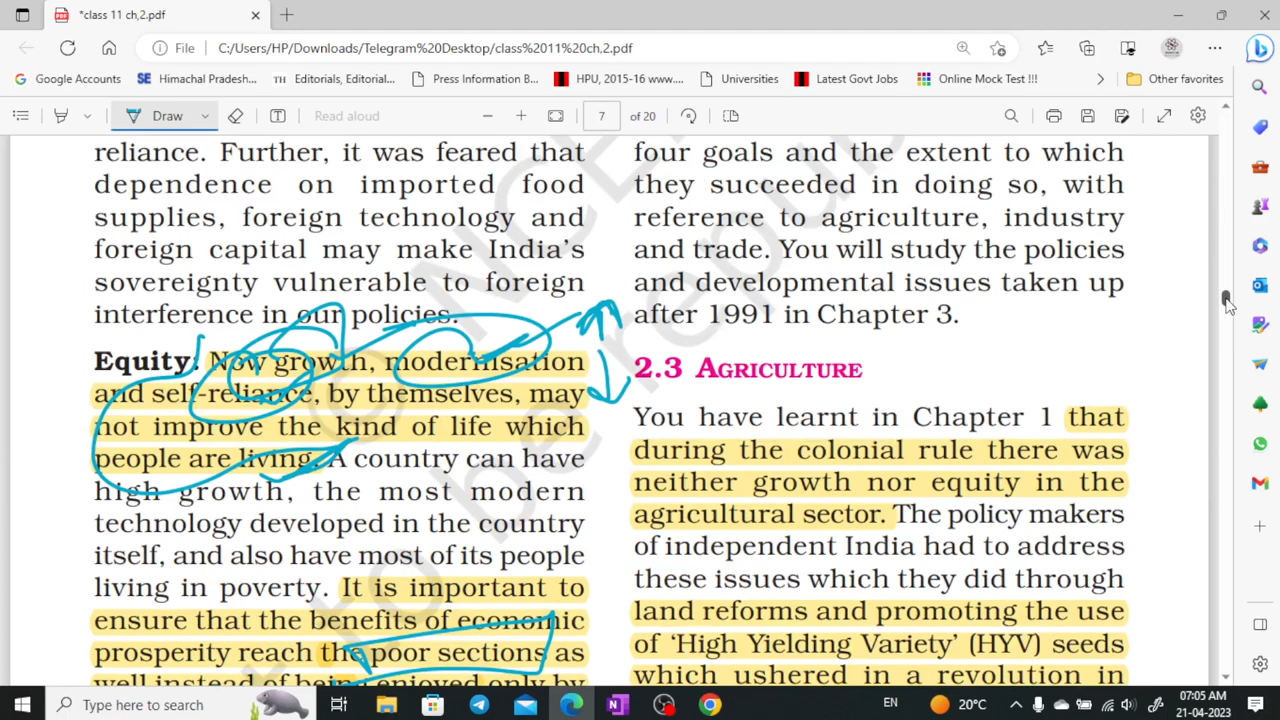 *class 11 ch,2.pdf
File C:/Users/HP/Downloads/Telegram%20Desktop/class%2011%20ch,2.pdf
Google Accounts SE Himachal Pradesh... TH Editorials, Editorial... Press Information B... HPU, 2015-16 www.... Universities Latest Govt Jobs Online Mock Test !!! Other favorites
Draw Read aloud 7 of 20
reliance. Further, it was feared that
dependence on imported food
supplies, foreign technology and
foreign capital may make India's
sovereignty vulnerable to foreign
interference in our policies.
Equity: Now growth, modernisation
and self-reliance, by themselves, may
not improve the kind of life which
people are living. A country can have
high growth, the most modern
technology developed in the country
itself, and also have most of its people
living in poverty. It is important to
ensure that the benefits of economic
prosperity reach the poor sections as
well instead of being enjoyed only by
four goals and the extent to which
they succeeded in doing so, with
reference to agriculture, industry
and trade. You will study the policies
and developmental issues taken up
after 1991 in Chapter 3.
2.3 AGRICULTURE
You have learnt in Chapter 1 that
during the colonial rule there was
neither growth nor equity in the
agricultural sector. The policy makers
of independent India had to address
these issues which they did through
land reforms and promoting the use
of 'High Yielding Variety' (HYV) seeds
which ushered in a revolution in
Type here to search
EN 20°C 07:05 AM
21-04-2023